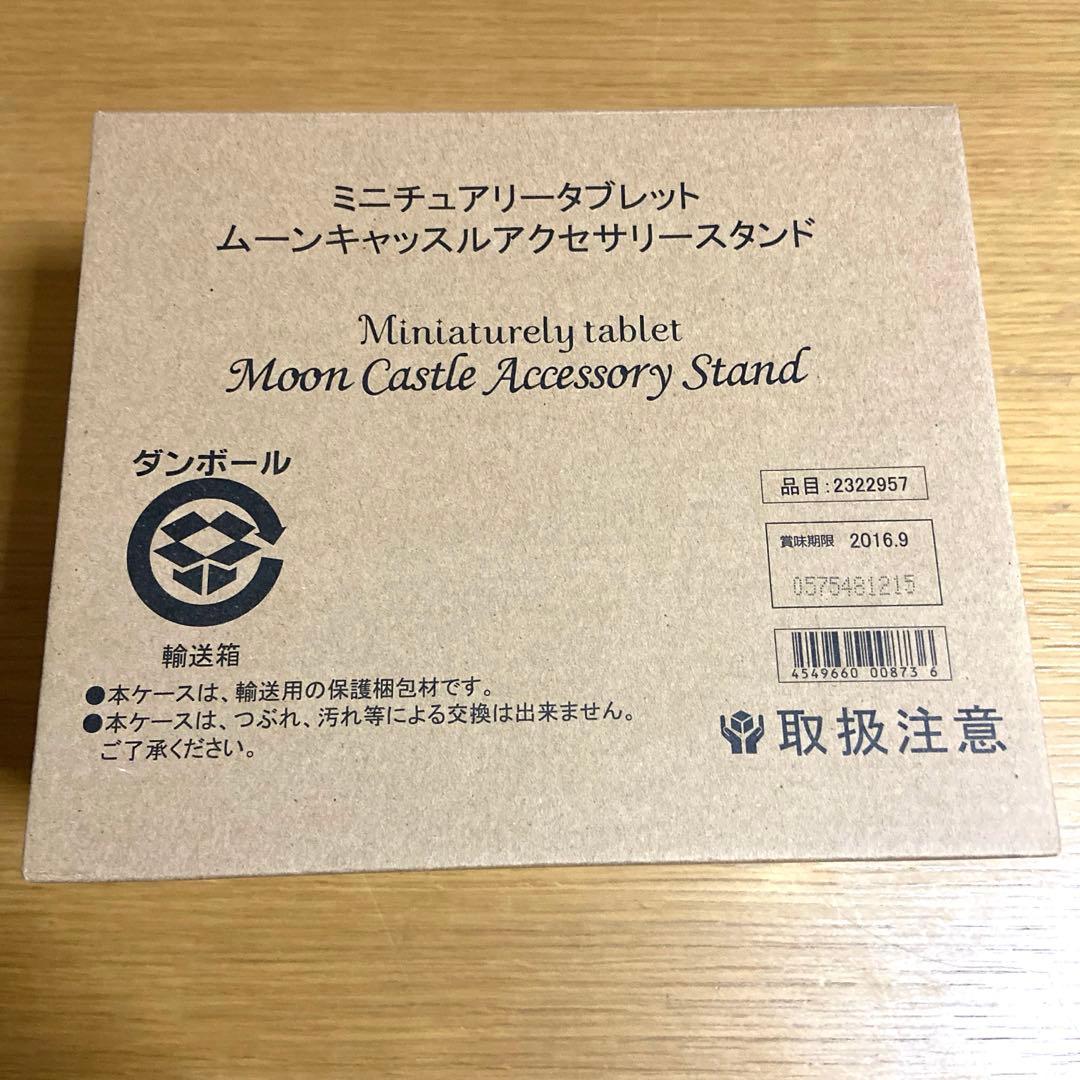 ミニチュアリータブレット
ムーンキャッスルアクセサリースタンド
Miniaturely tablet
Moon Castle Accessory Stand
ダンボール
輸送箱
●本ケースは、輸送用の保護梱包材です。
●本ケースは、つぶれ、汚れ等による交換は出来ません。
ご了承ください。
品目:2322957
賞味期限 2016.9
0575481215
4549660 00873 6
取扱注意